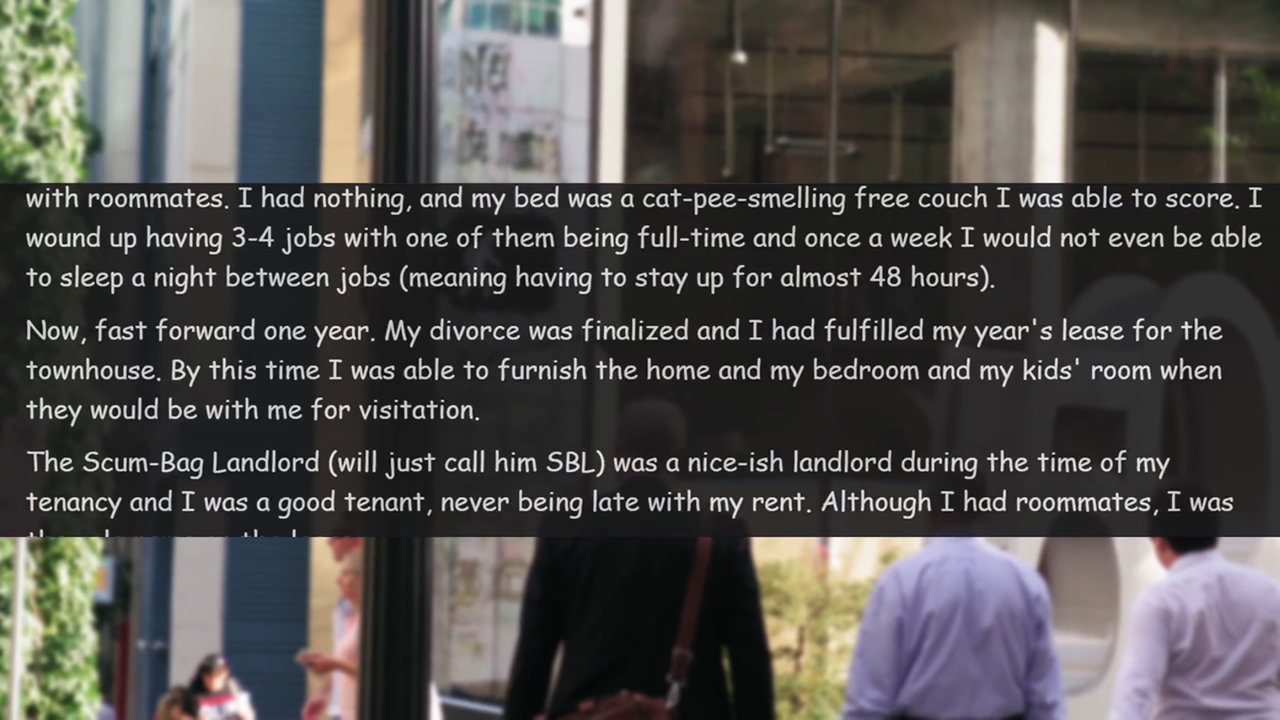 with roommates. I had nothing, and my bed was a cat-pee-smelling free couch I was able to score. I
wound up having 3-4 jobs with one of them being full-time and once a week I would not even be able
to sleep a night between jobs (meaning having to stay up for almost 48 hours).
Now, fast forward one year. My divorce was finalized and I had fulfilled my year's lease for the
townhouse. By this time I was able to furnish the home and my bedroom and my kids' room when
they would be with me for visitation.
The Scum-Bag Landlord (will just call him SBL) was a nice-ish landlord during the time of my
tenancy and I was a good tenant, never being late with my rent. Although I had roommates, I was